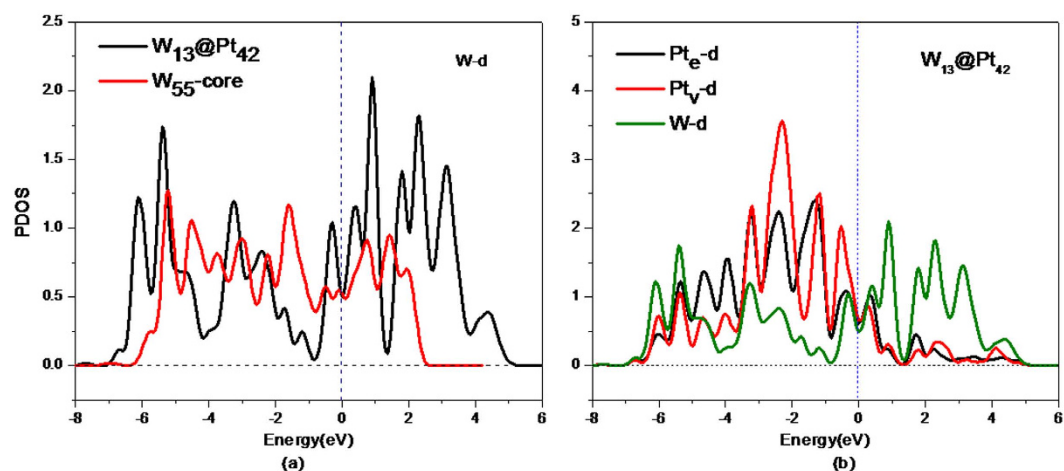 W13@Pt42
W55-core
W-d
2.5
2.0
1.5
1.0
0.5
0.0
PDOS
-8 -6 -4 -2 0 2 4 6
Energy(eV)
(a)
Pte-d
Ptv-d
W-d
W13@Pt42
5
4
3
2
1
0
-8 -6 -4 -2 0 2 4 6
Energy(eV)
(b)